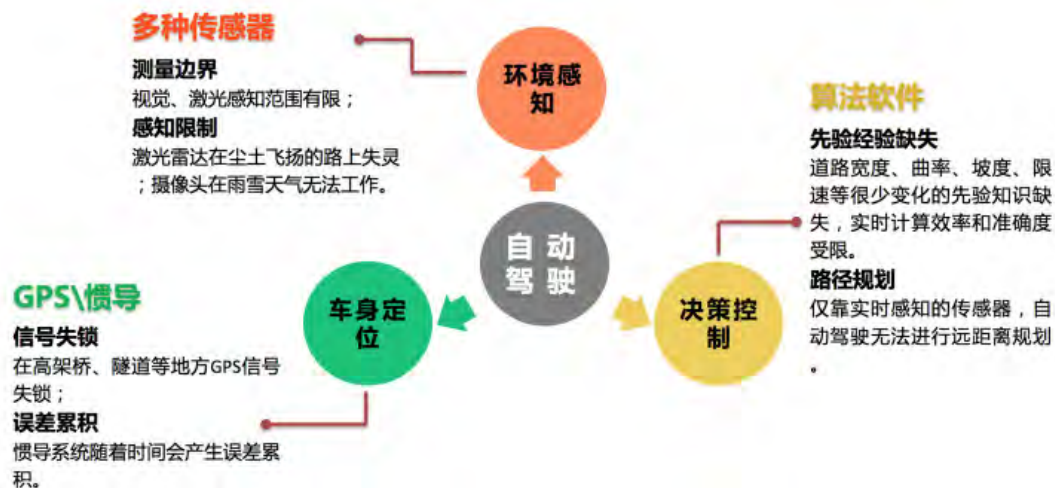 多种传感器
测量边界
视觉、激光感知范围有限；
感知限制
激光雷达在尘土飞扬的路上失灵
；摄像头在雨雪天气无法工作。
环境感
知
算法软件
先验经验缺失
道路宽度、曲率、坡度、限
速等很少变化的先验知识缺
失，实时计算效率和准确度
受限。
路径规划
仅靠实时感知的传感器，自
动驾驶无法进行远距离规划
。
自 动
驾 驶
GPS\惯导
信号失锁
在高架桥、隧道等地方GPS信号
失锁；
误差累积
惯导系统随着时间会产生误差累
积。
车身定
位
决策控
制